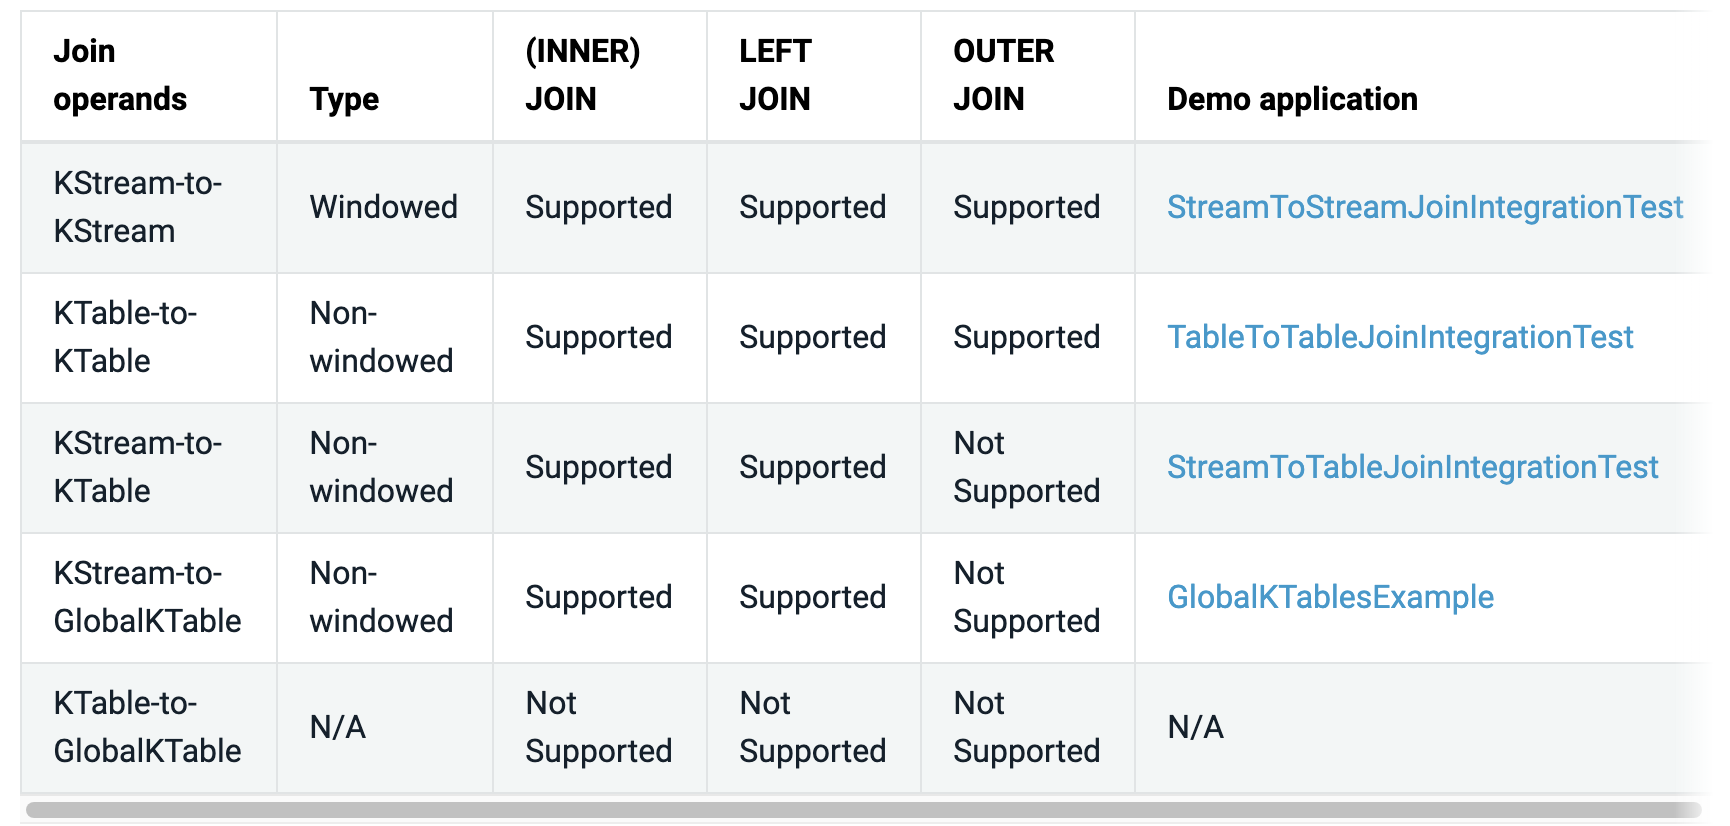 Join operands
Type
(INNER) JOIN
LEFT JOIN
OUTER JOIN
Demo application
KStream-to-
KStream
Windowed
Supported
Supported
Supported
StreamToStreamJoinIntegrationTest
KTable-to-
KTable
Non-
windowed
Supported
Supported
Supported
TableToTableJoinIntegrationTest
KStream-to-
KTable
Non-
windowed
Supported
Supported
Not
Supported
StreamToTableJoinIntegrationTest
KStream-to-
GlobalKTable
Non-
windowed
Supported
Supported
Not
Supported
GlobalKTablesExample
KTable-to-
GlobalKTable
N/A
Not
Supported
Not
Supported
Not
Supported
N/A